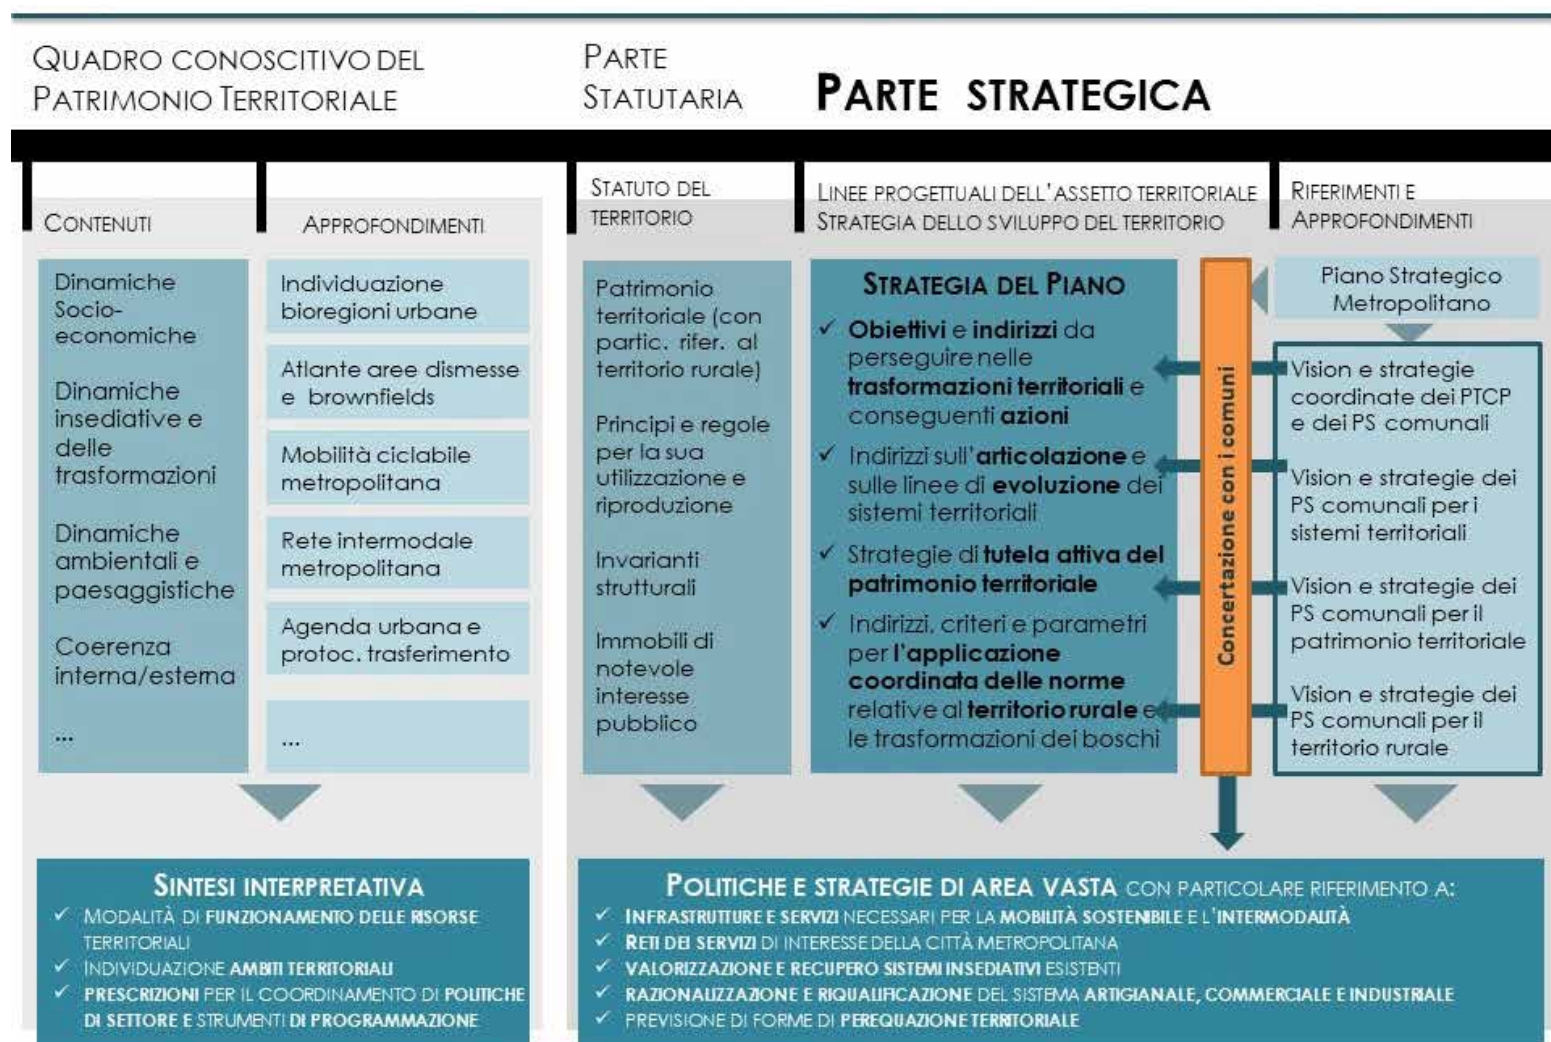 QUADRO CONOSCITIVO DEL
PATRIMONIO TERRITORIALE
PARTE
STATUTARIA
PARTE STRATEGICA
CONTENUTI
APPROFONDIMENTI
STATUTO DEL
TERRITORIO
LINEE PROGETTUALI DELL'ASSETTO TERRITORIALE
STRATEGIA DELLO SVILUPPO DEL TERRITORIO
RIFERIMENTI E
APPROFONDIMENTI
Dinamiche
Socio-
economiche
Dinamiche
insediative e
delle
trasformazioni
Dinamiche
ambientali e
paesaggistiche
Coerenza
interna/esterna
...
Individuazione
bioregioni urbane
Atlante aree dismesse
e brownfields
Mobilità ciclabile
metropolitana
Rete intermodale
metropolitana
Agenda urbana e
protoc. trasferimento
...
Patrimonio
territoriale (con
partic. rifer. al
territorio rurale)
Principi e regole
per la sua
utilizzazione e
riproduzione
Invarianti
strutturali
Immobili di
notevole
interesse
pubblico
STRATEGIA DEL PIANO
✓ Obiettivi e indirizzi da
perseguire nelle
trasformazioni territoriali e
conseguenti azioni
✓ Indirizzi sull'articolazione e
sulle linee di evoluzione dei
sistemi territoriali
✓ Strategie di tutela attiva del
patrimonio territoriale
✓ Indirizzi, criteri e parametri
per l'applicazione
coordinata delle norme
relative al territorio rurale e
le trasformazioni dei boschi
Concertazione con i comuni
Piano Strategico
Metropolitano
Vision e strategie
coordinate dei PTCP
e dei PS comunali
Vision e strategie dei
PS comunali per i
sistemi territoriali
Vision e strategie dei
PS comunali per il
patrimonio territoriale
Vision e strategie dei
PS comunali per il
territorio rurale
SINTESI INTERPRETATIVA
✓ MODALITÀ DI FUNZIONAMENTO DELLE RISORSE
TERRITORIALI
✓ INDIVIDUAZIONE AMBITI TERRITORIALI
✓ PRESCRIZIONI PER IL COORDINAMENTO DI POLITICHE
DI SETTORE E STRUMENTI DI PROGRAMMAZIONE
POLITICHE E STRATEGIE DI AREA VASTA CON PARTICOLARE RIFERIMENTO A:
✓ INFRASTRUTTURE E SERVIZI NECESSARI PER LA MOBILITÀ SOSTENIBILE E L'INTERMODALITÀ
✓ RETI DEI SERVIZI DI INTERESSE DELLA CITTÀ METROPOLITANA
✓ VALORIZZAZIONE E RECUPERO SISTEMI INSEDIATIVI ESISTENTI
✓ RAZIONALIZZAZIONE E RIQUALIFICAZIONE DEL SISTEMA ARTIGIANALE, COMMERCIALE E INDUSTRIALE
✓ PREVISIONE DI FORME DI PEREQUAZIONE TERRITORIALE